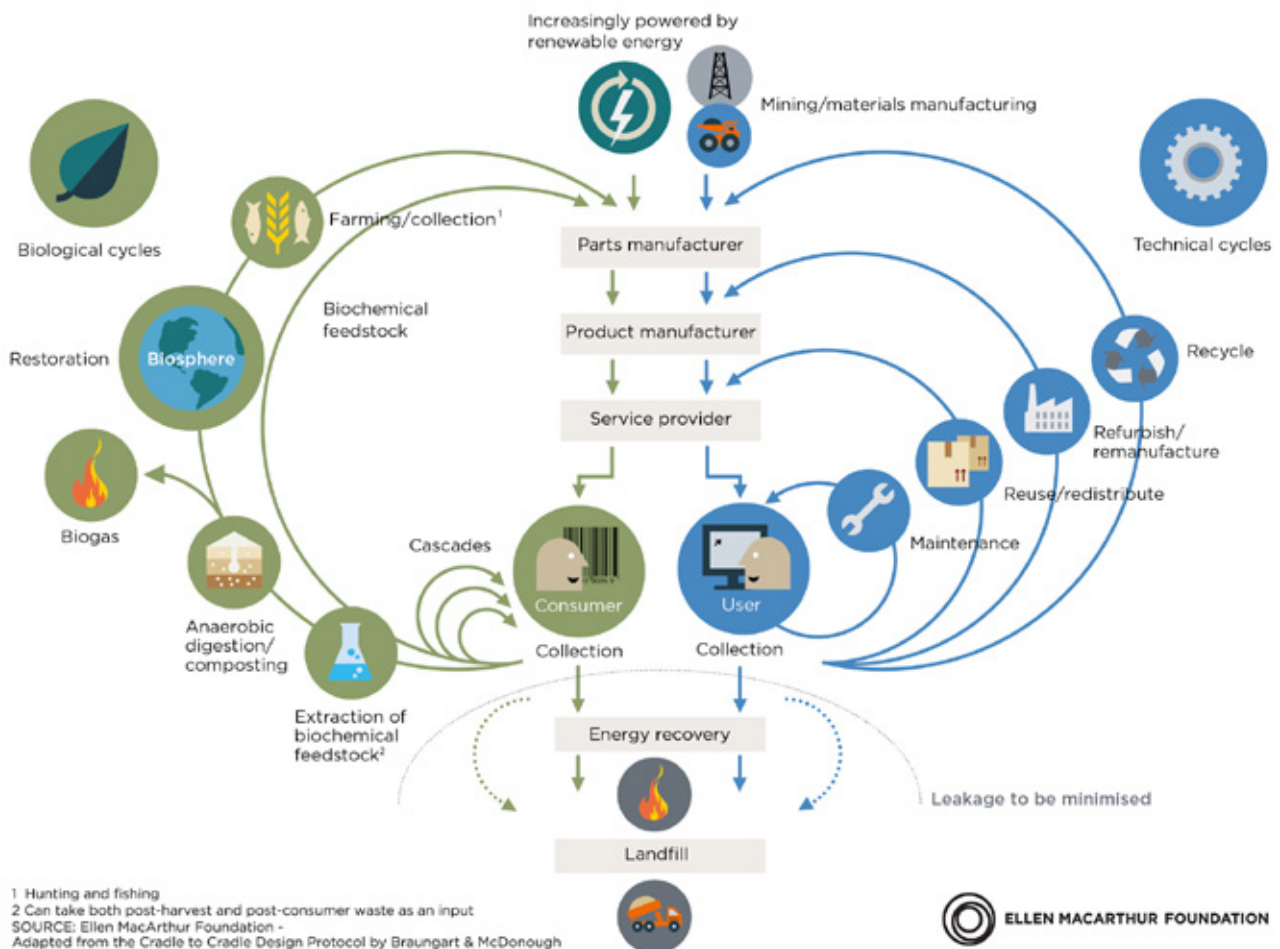 Increasingly powered by
renewable energy
Mining/materials manufacturing
Biological cycles
Farming/collection¹
Parts manufacturer
Technical cycles
Biochemical
feedstock
Product manufacturer
Restoration
Biosphere
Recycle
Service provider
Refurbish/
remanufacture
Reuse/redistribute
Biogas
Cascades
Maintenance
Consumer
User
Anaerobic
digestion/
composting
Collection
Collection
Extraction of
biochemical
feedstock²
Energy recovery
Leakage to be minimised
Landfill
1 Hunting and fishing
2 Can take both post-harvest and post-consumer waste as an input
SOURCE: Ellen MacArthur Foundation -
Adapted from the Cradle to Cradle Design Protocol by Braungart & McDonough
ELLEN MACARTHUR FOUNDATION